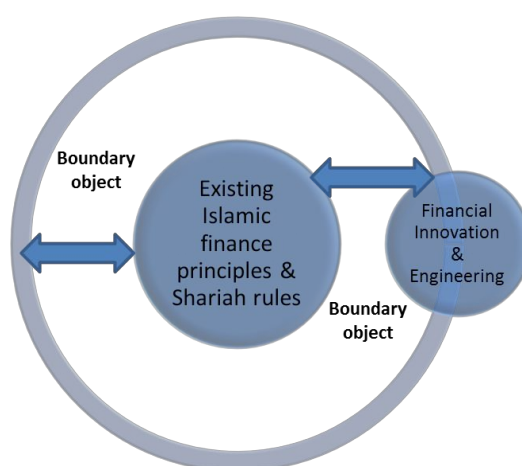 Boundary
object
Existing
Islamic
finance
principles &
Shariah rules
Financial
Innovation
&
Engineering
Boundary
object